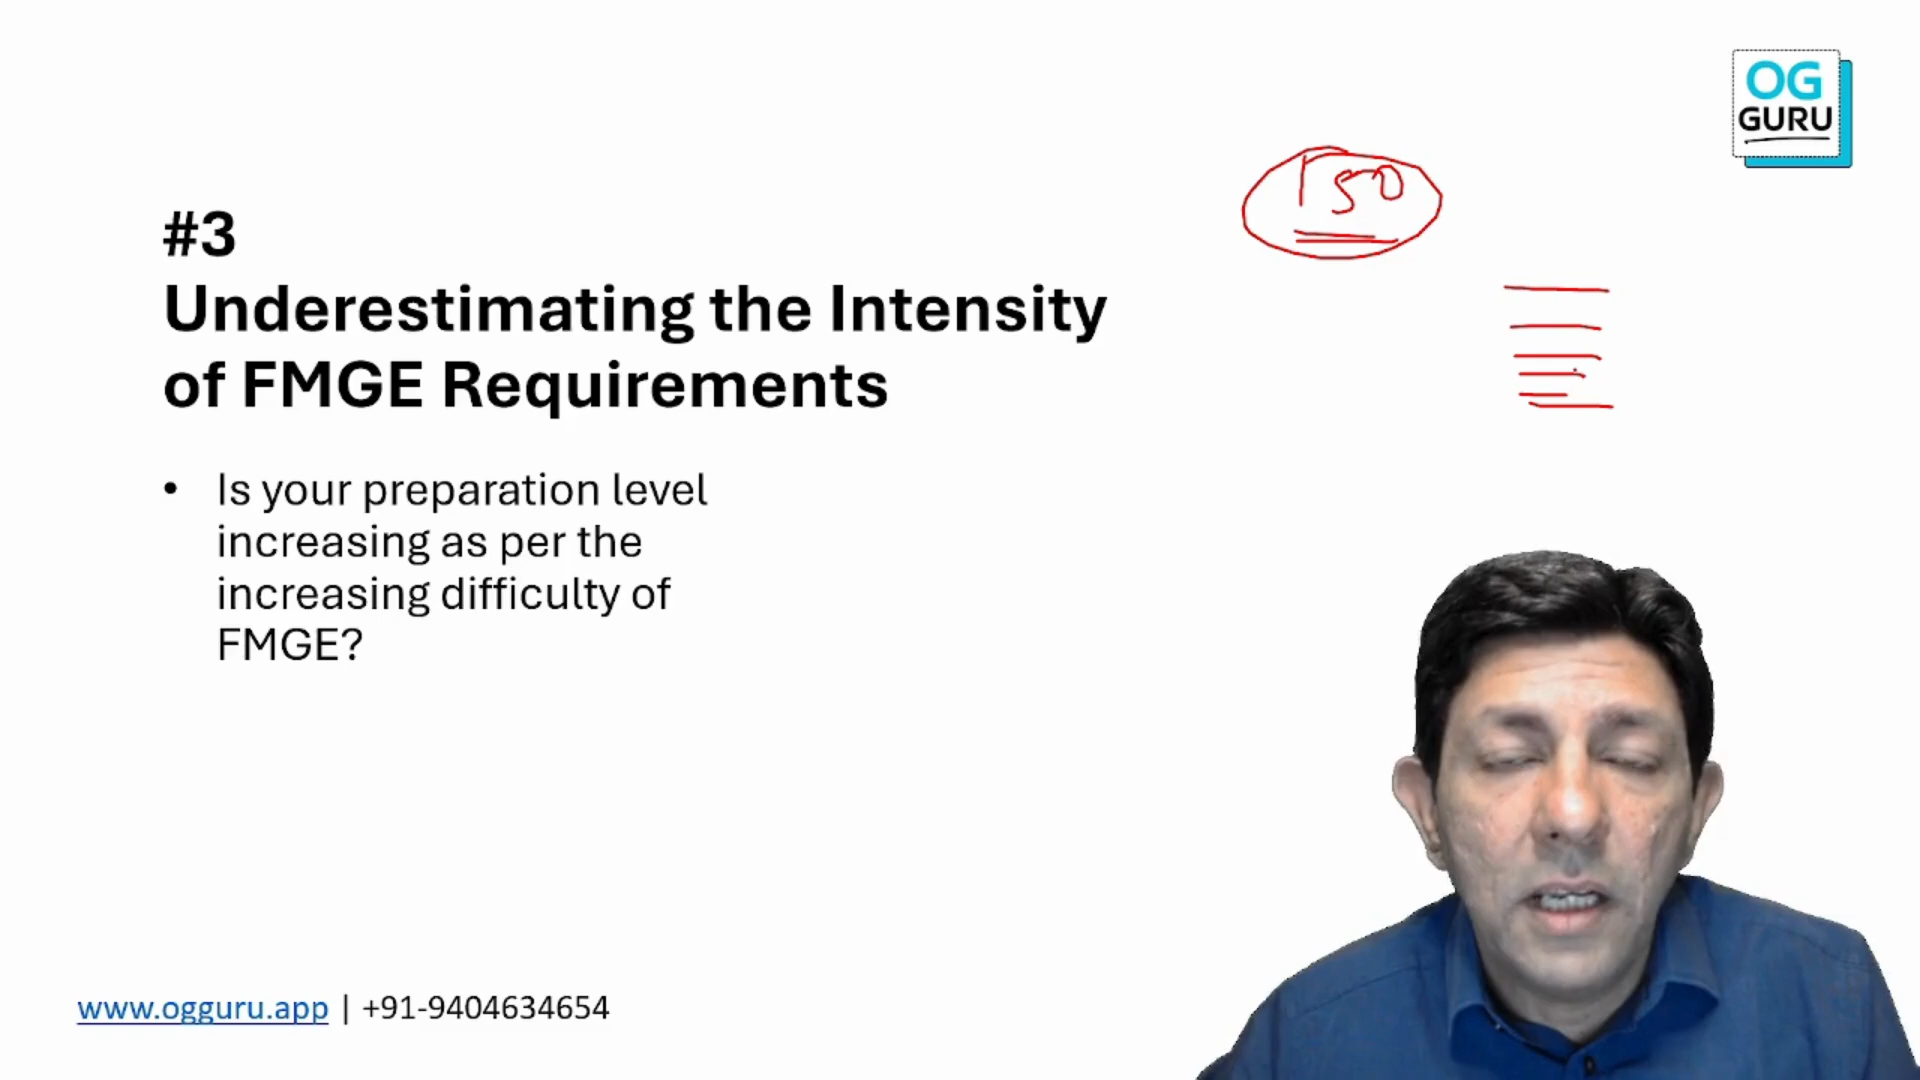 OG
GURU
150
#3
Underestimating the Intensity
of FMGE Requirements
• Is your preparation level
increasing as per the
increasing difficulty of
FMGE?
www.ogguru.app | +91-9404634654